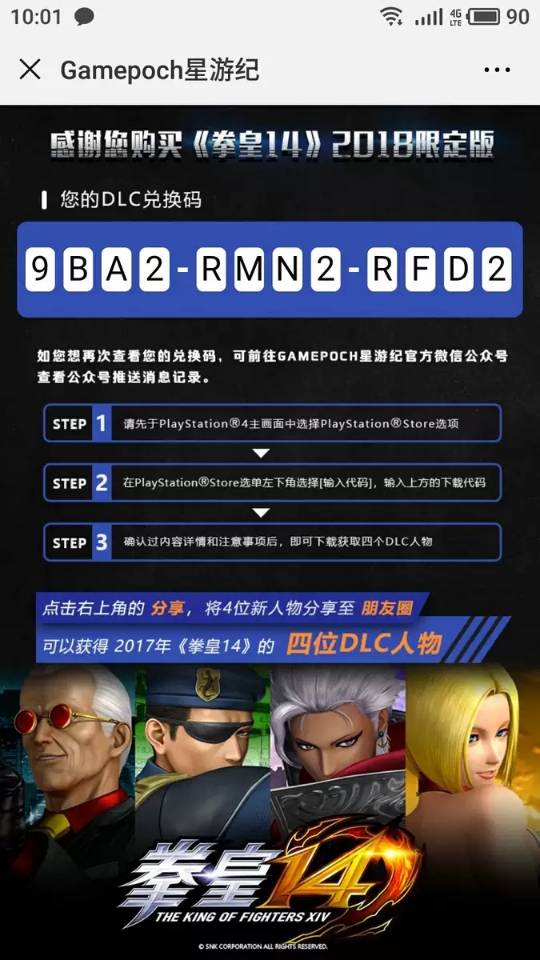 10:01
4G
LTE
90
Gamepoch星游纪
感谢您购买《拳皇14》2018限定版
您的DLC兑换码
9BA2-RMN2-RFD2
如您想再次查看您的兑换码，可前往GAMEPOCH星游纪官方微信公众号
查看公众号推送消息记录。
STEP 1 请先于PlayStation®4主画面中选择PlayStation®Store选项
STEP 2 在PlayStation®Store选单左下角选择[输入代码]，输入上方的下载代码
STEP 3 确认过内容详情和注意事项后，即可下载获取四个DLC人物
点击右上角的 分享，将4位新人物分享至 朋友圈
可以获得 2017年《拳皇14》的 四位DLC人物
拳皇14
THE KING OF FIGHTERS XIV
© SNK CORPORATION ALL RIGHTS RESERVED.